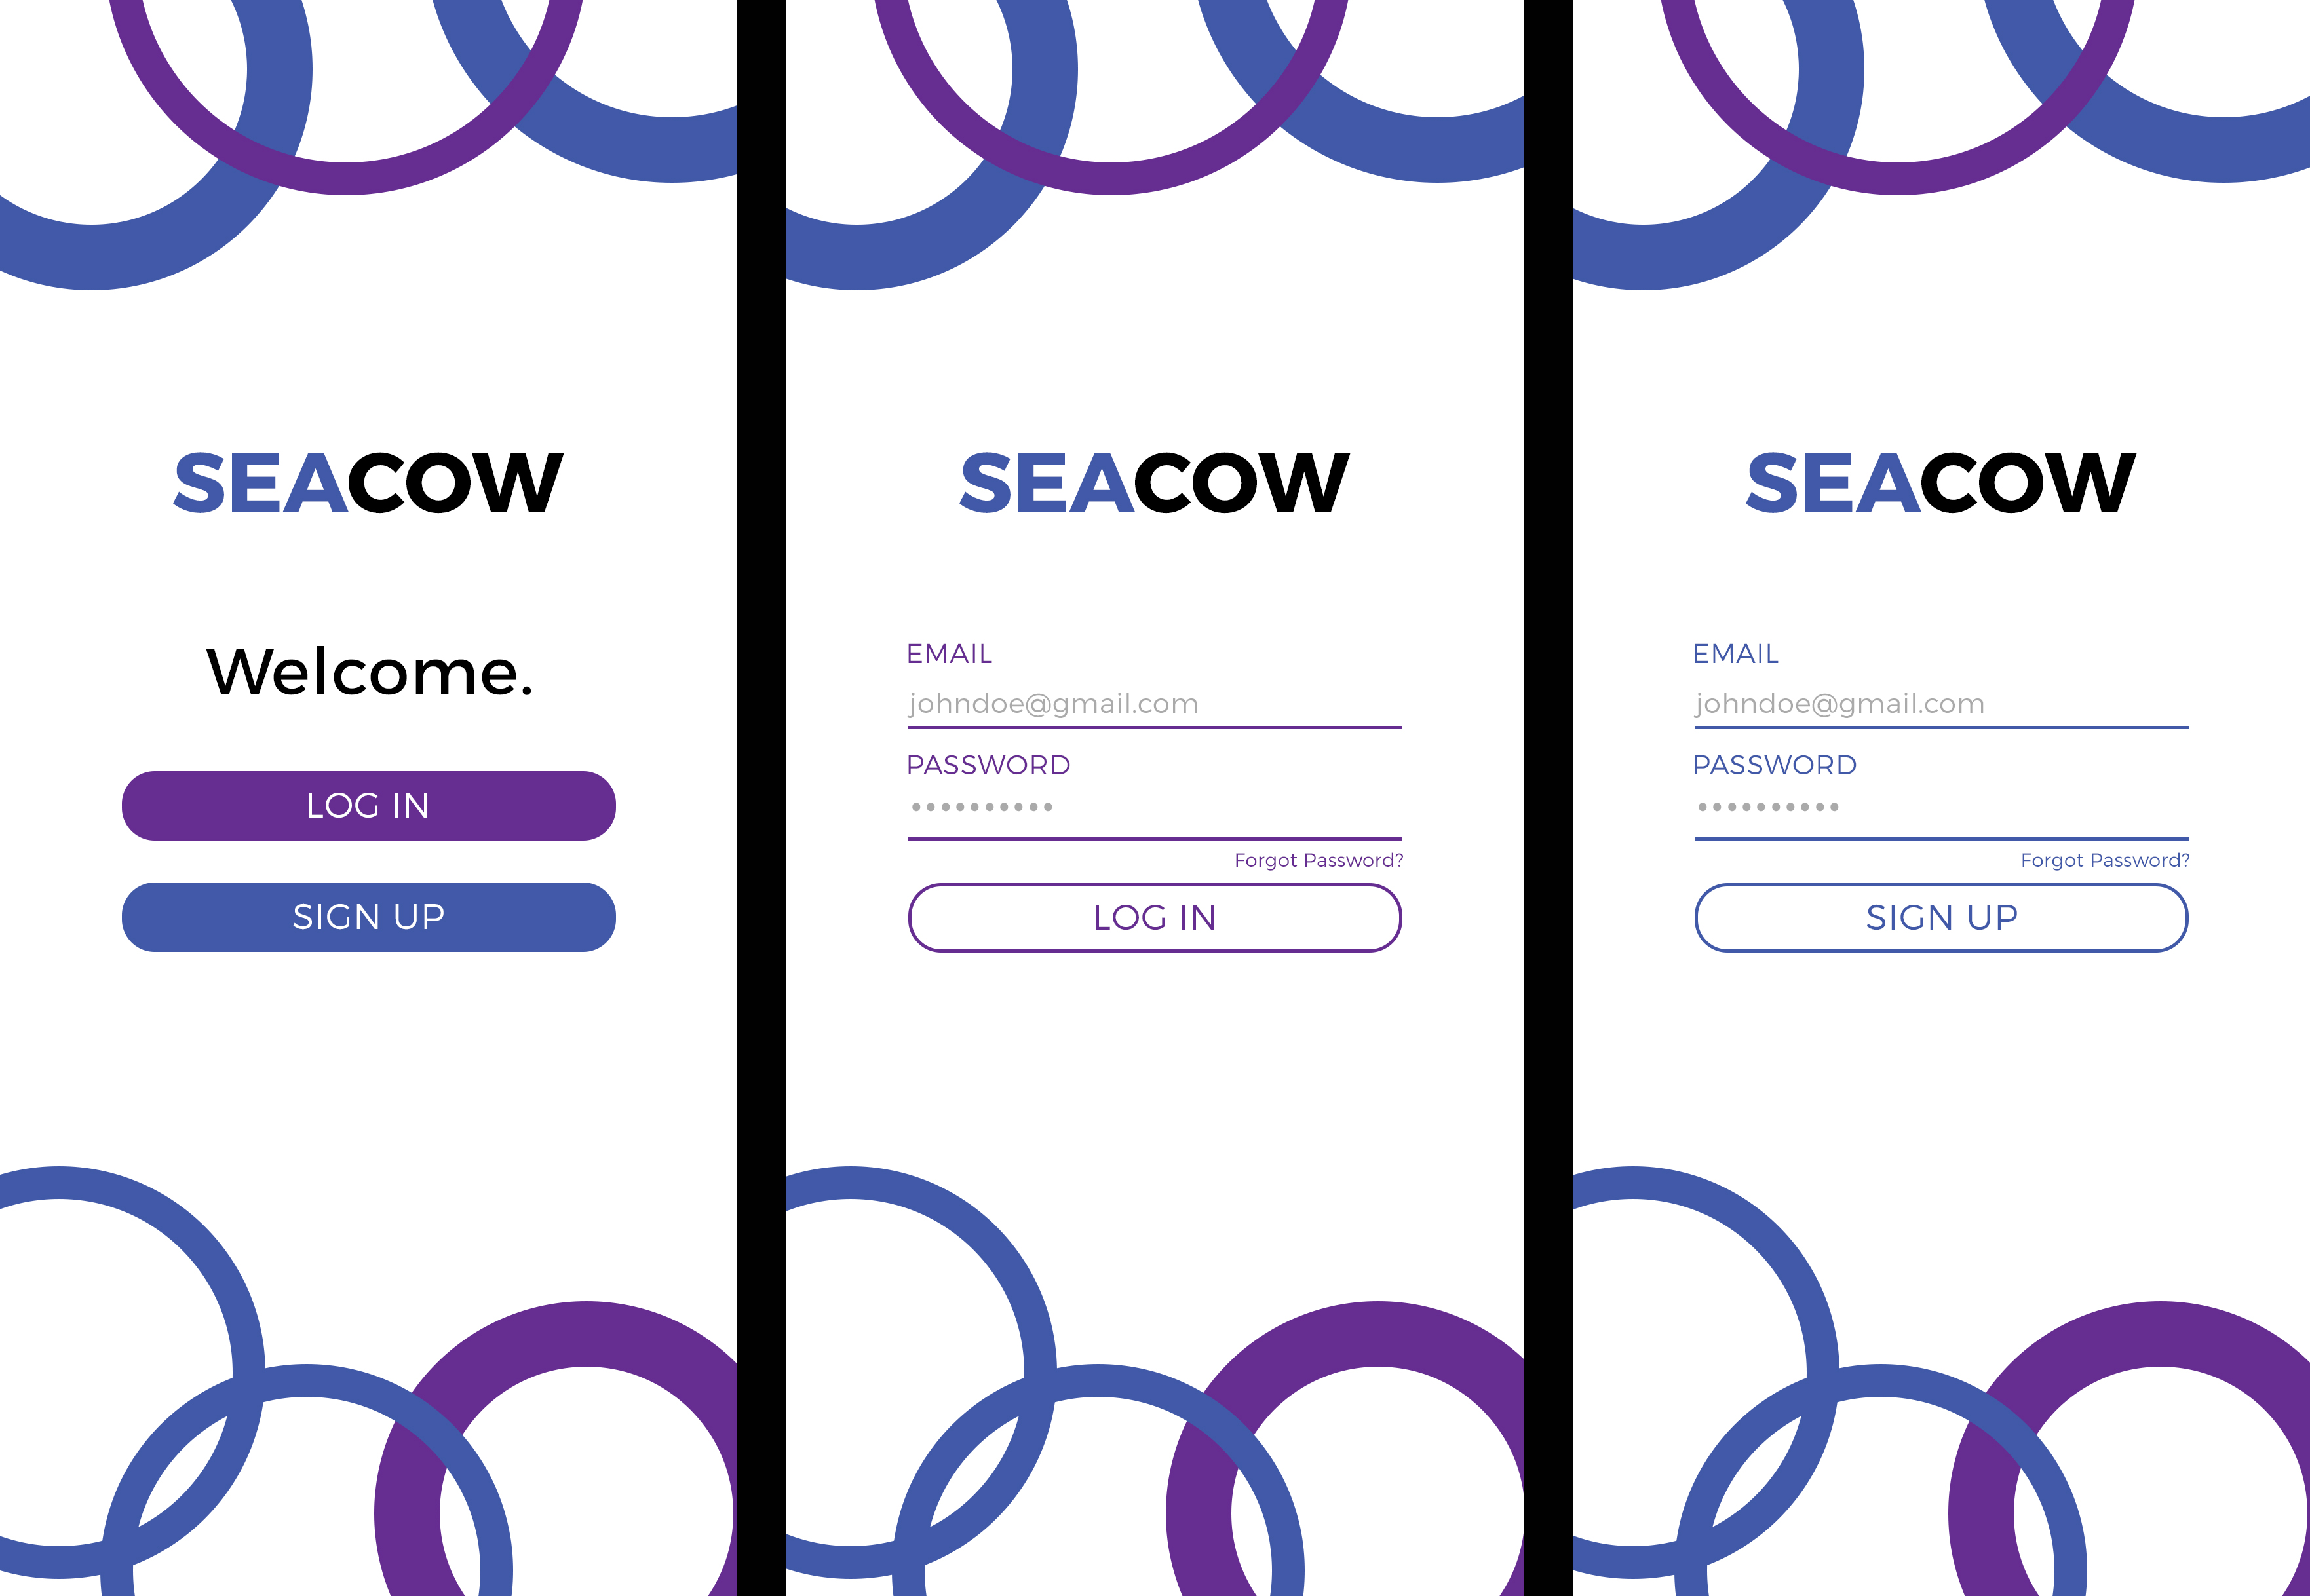 SEACOW
Welcome.
LOG IN
SIGN UP
SEACOW
EMAIL
johndoe@gmail.com
PASSWORD
••••••••••
Forgot Password?
LOG IN
SEACOW
EMAIL
johndoe@gmail.com
PASSWORD
••••••••••
Forgot Password?
SIGN UP